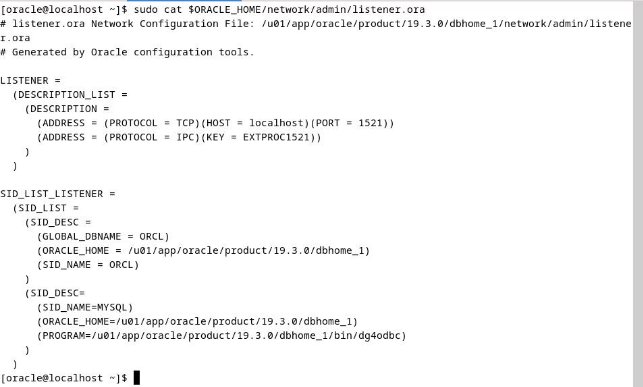 [oracle@localhost ~]$ sudo cat $ORACLE_HOME/network/admin/listener.ora
# listener.ora Network Configuration File: /u01/app/oracle/product/19.3.0/dbhome_1/network/admin/listene
r.ora
# Generated by Oracle configuration tools.

LISTENER =
  (DESCRIPTION_LIST =
    (DESCRIPTION =
      (ADDRESS = (PROTOCOL = TCP)(HOST = localhost)(PORT = 1521))
      (ADDRESS = (PROTOCOL = IPC)(KEY = EXTPROC1521))
    )
  )

SID_LIST_LISTENER =
  (SID_LIST =
    (SID_DESC =
      (GLOBAL_DBNAME = ORCL)
      (ORACLE_HOME = /u01/app/oracle/product/19.3.0/dbhome_1)
      (SID_NAME = ORCL)
    )
    (SID_DESC=
      (SID_NAME=MYSQL)
      (ORACLE_HOME=/u01/app/oracle/product/19.3.0/dbhome_1)
      (PROGRAM=/u01/app/oracle/product/19.3.0/dbhome_1/bin/dg4odbc)
    )
  )
[oracle@localhost ~]$